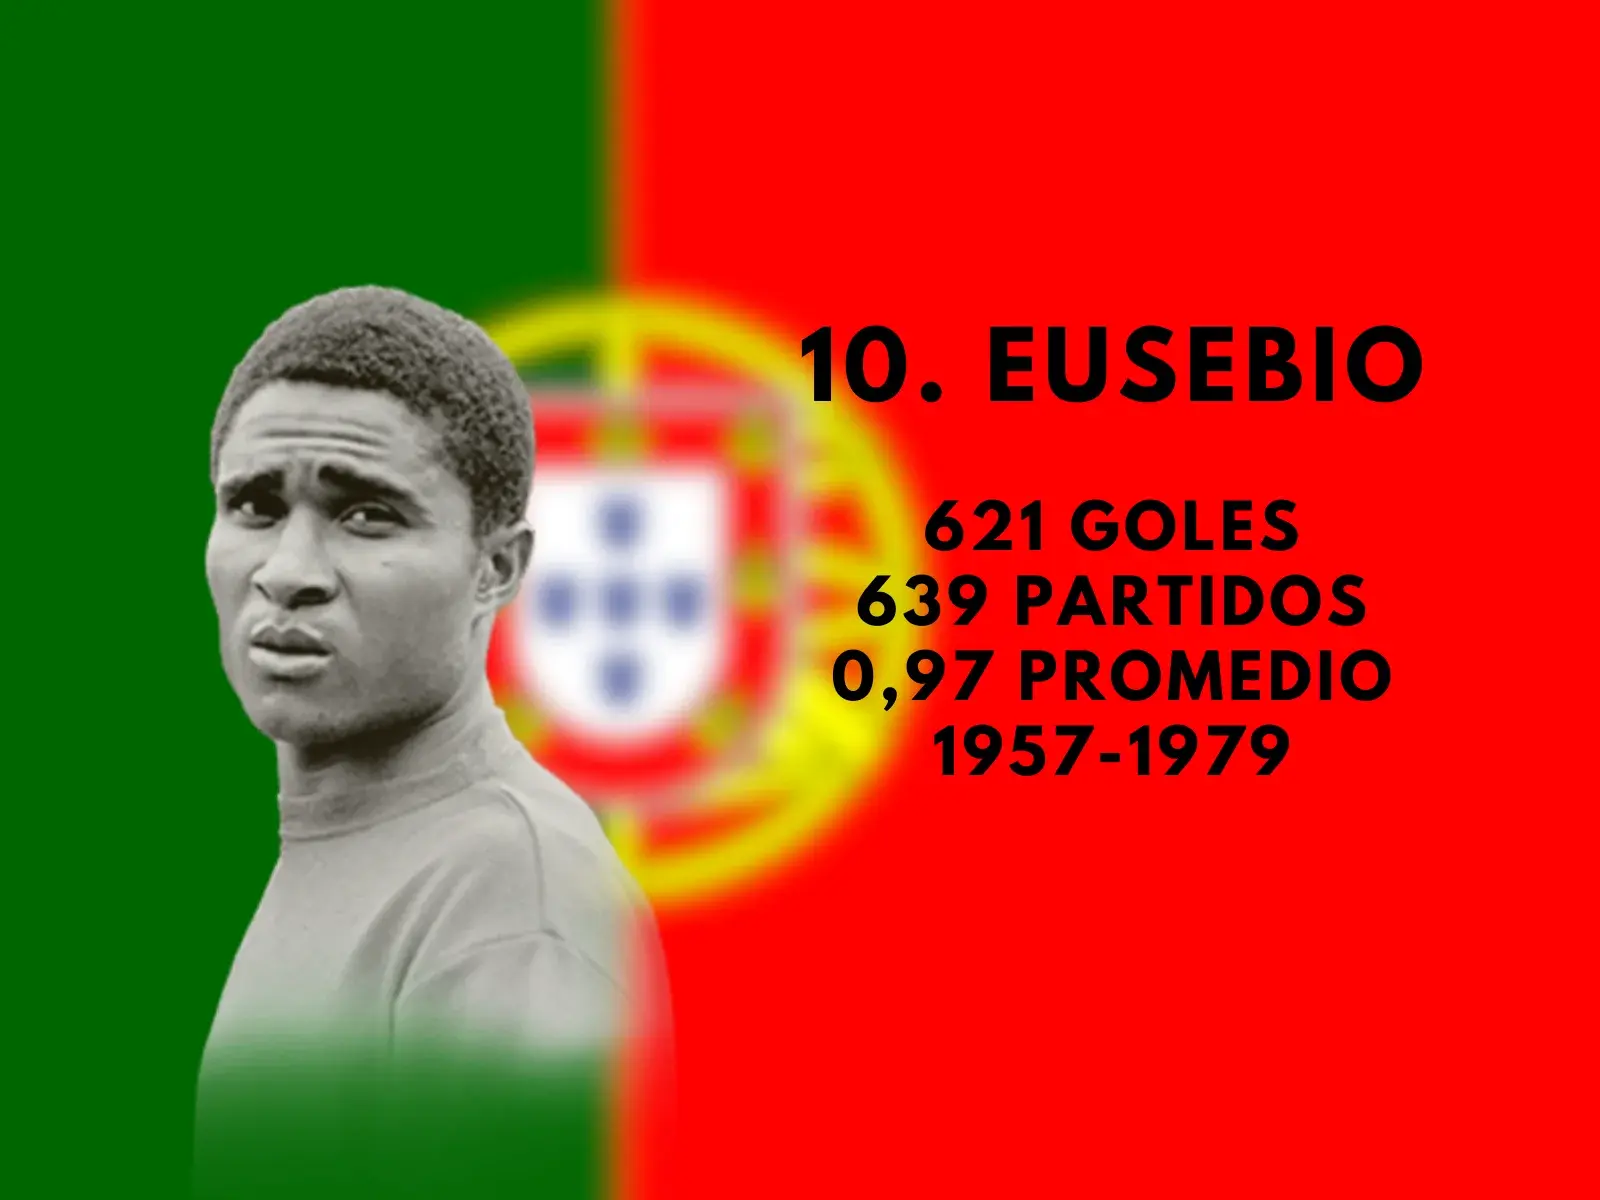 10. EUSEBIO
621 GOLES
639 PARTIDOS
0,97 PROMEDIO
1957-1979